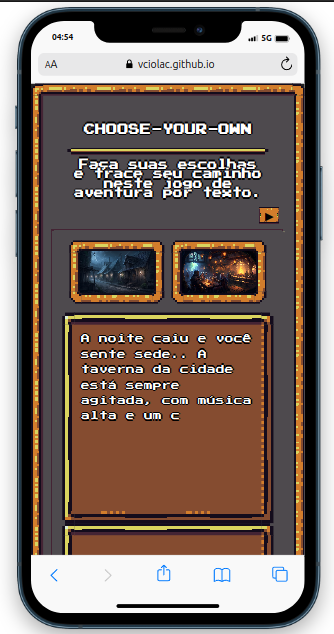 04:54
5G
AA
vciolac.github.io
CHOOSE-YOUR-OWN
Faça suas escolhas
e trace seu caminho
neste jogo de
aventura por texto.
A noite caiu e você
sente sede.. A
taverna da cidade
está sempre
agitada, com música
alta e um c